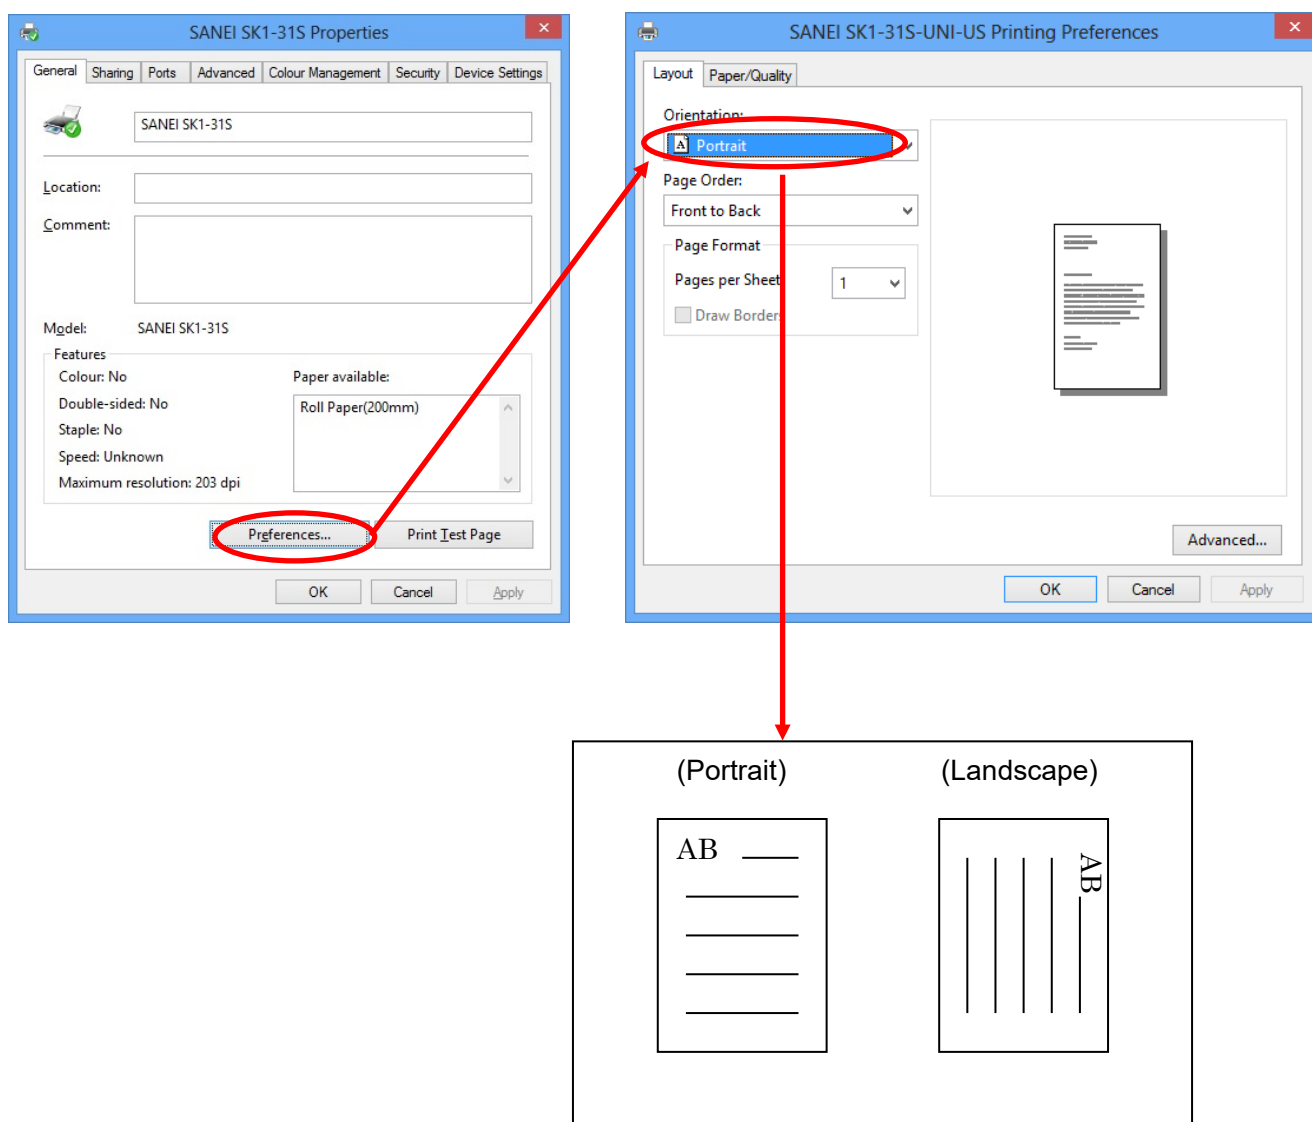 SANEI SK1-31S Properties
General Sharing Ports Advanced Colour Management Security Device Settings
SANEI SK1-31S
Location:
Comment:
Model: SANEI SK1-31S
Features
Colour: No
Double-sided: No
Staple: No
Speed: Unknown
Maximum resolution: 203 dpi
Paper available:
Roll Paper(200mm)
Preferences... Print Test Page
OK Cancel Apply
SANEI SK1-31S-UNI-US Printing Preferences
Layout Paper/Quality
Orientation:
A Portrait
Page Order:
Front to Back
Page Format
Pages per Sheet 1
Draw Borders
Advanced...
OK Cancel Apply
(Portrait) (Landscape)
AB
AB